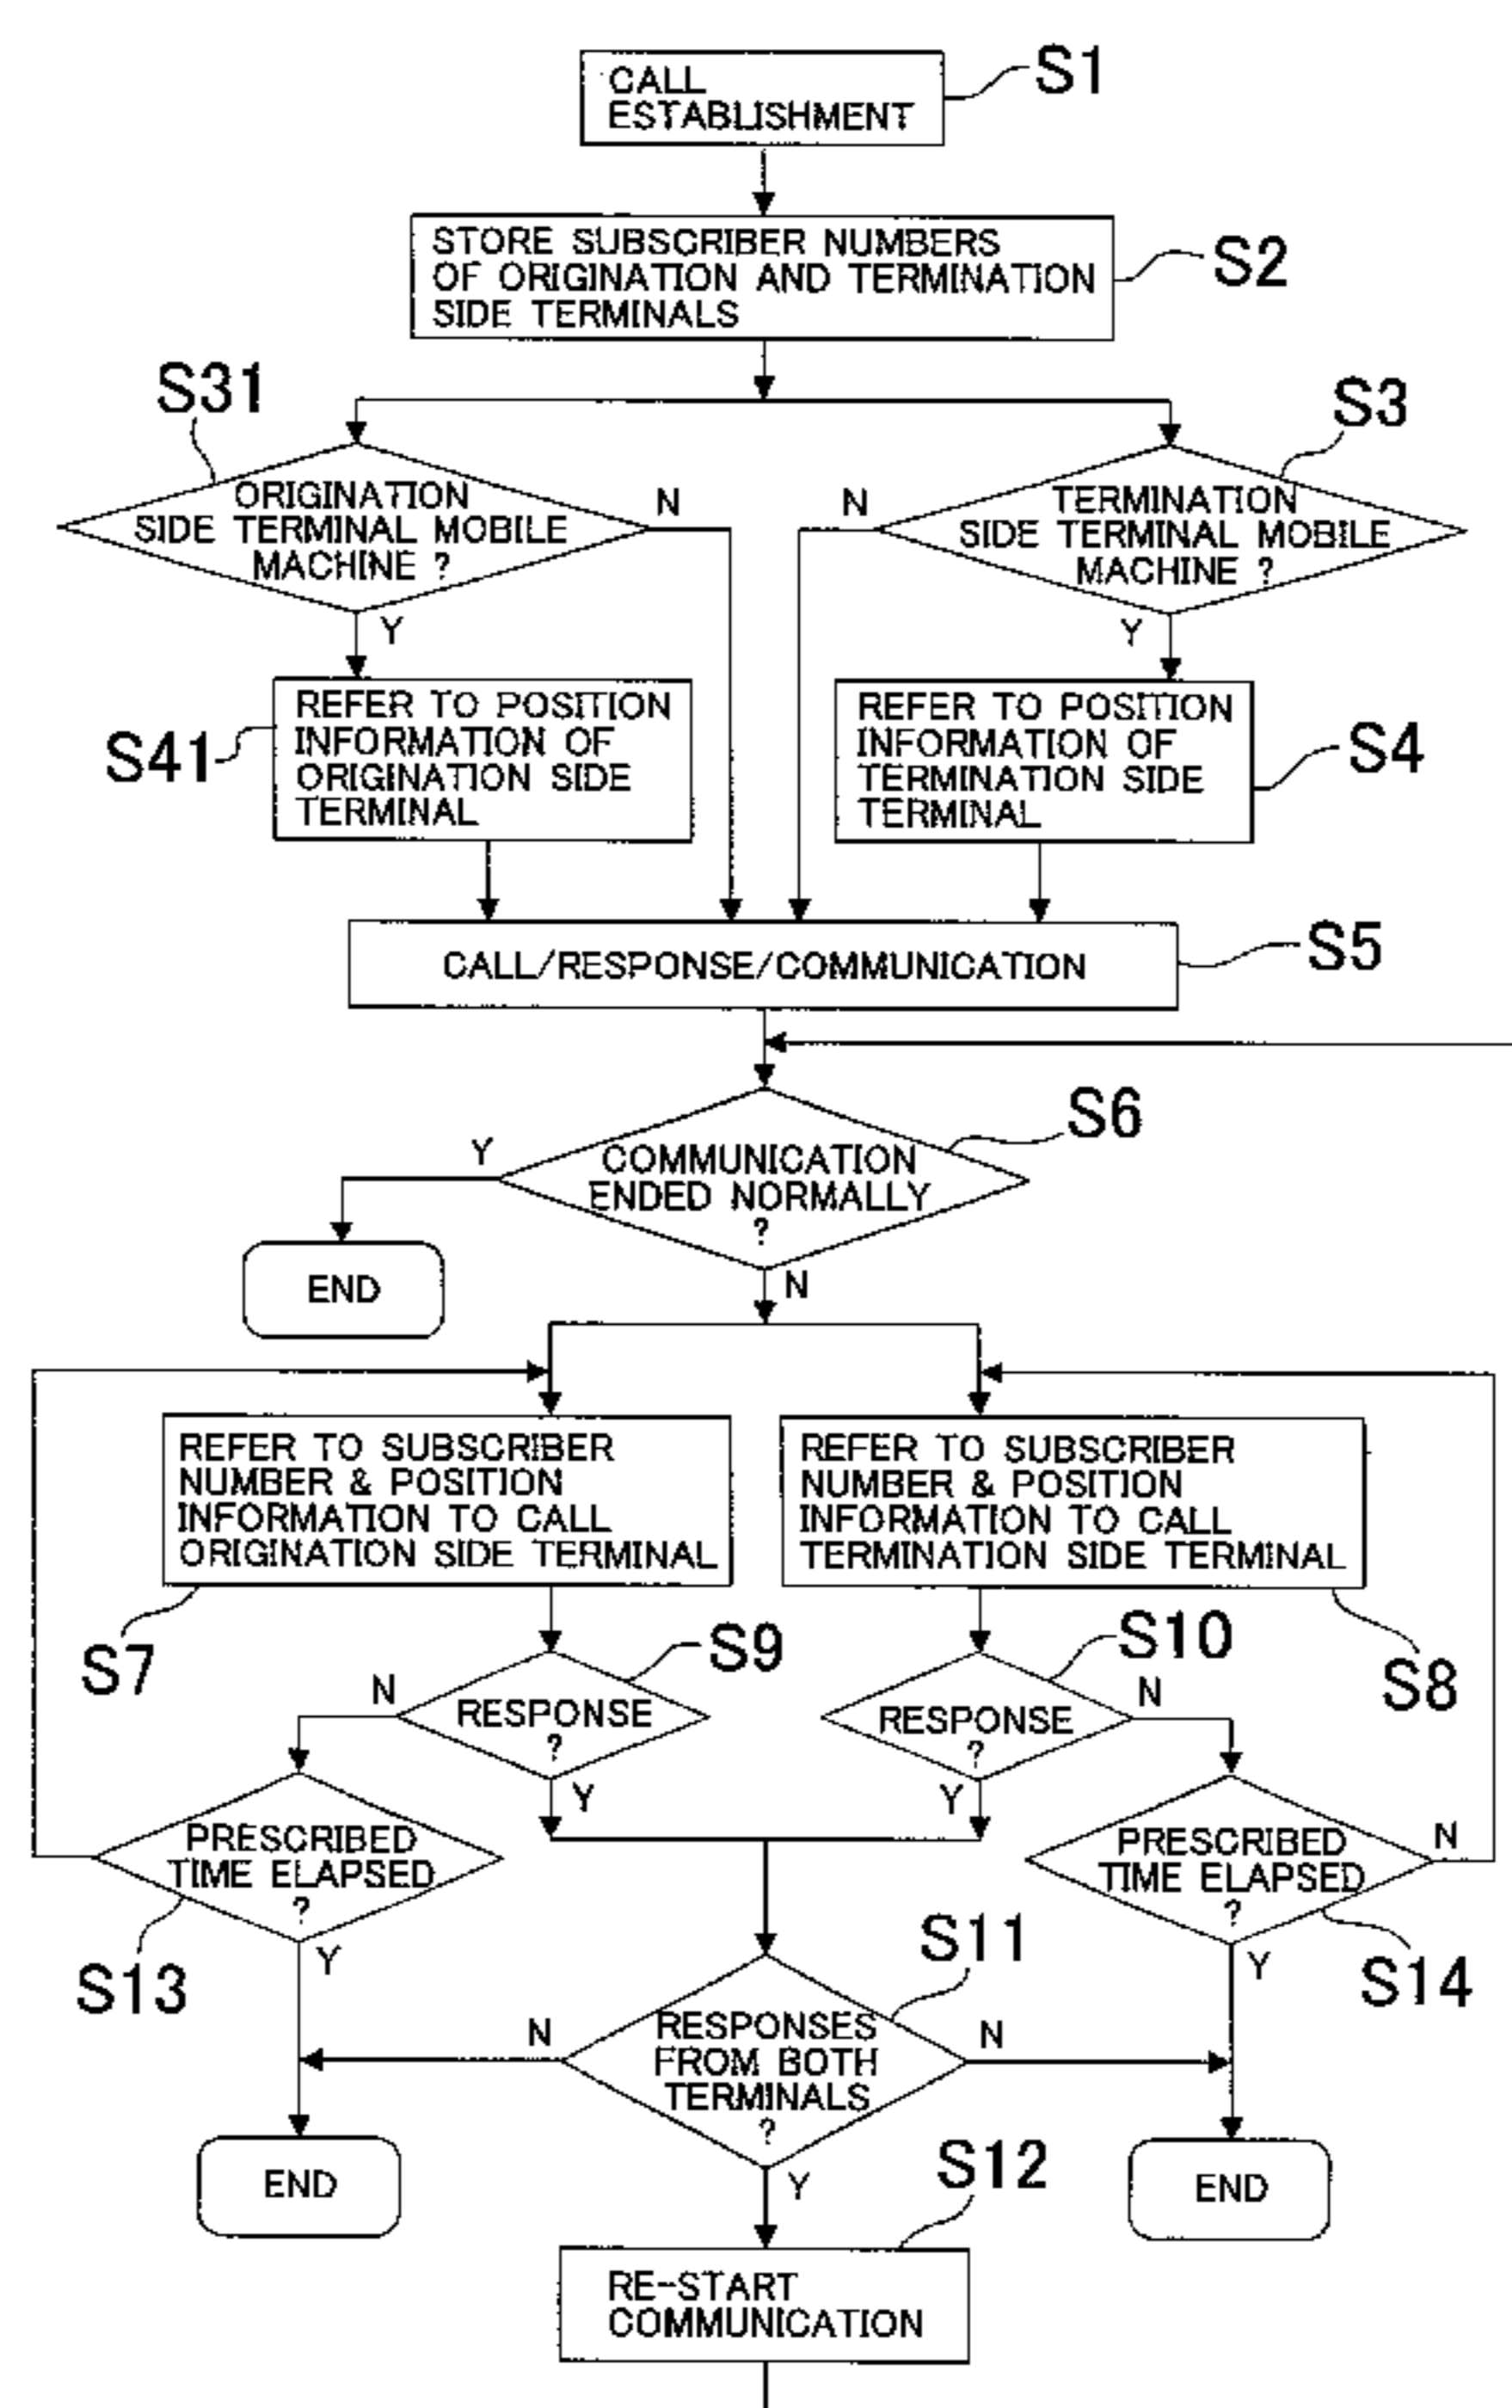 CALL
ESTABLISHMENT
S1
STORE SUBSCRIBER NUMBERS
OF ORIGINATION AND TERMINATION
SIDE TERMINALS
S2
S31
S3
ORIGINATION
SIDE TERMINAL MOBILE
MACHINE ?
N
Y
N
TERMINATION
SIDE TERMINAL MOBILE
MACHINE ?
Y
S41
REFER TO POSITION
INFORMATION OF
ORIGINATION SIDE
TERMINAL
REFER TO POSITION
INFORMATION OF
TERMINATION SIDE
TERMINAL
S4
CALL/RESPONSE/COMMUNICATION
S5
S6
Y
COMMUNICATION
ENDED NORMALLY
?
N
END
REFER TO SUBSCRIBER
NUMBER & POSITION
INFORMATION TO CALL
ORIGINATION SIDE TERMINAL
REFER TO SUBSCRIBER
NUMBER & POSITION
INFORMATION TO CALL
TERMINATION SIDE TERMINAL
S7
S9
S10
S8
N
RESPONSE
?
Y
RESPONSE
?
N
Y
PRESCRIBED
TIME ELAPSED
?
Y
S13
PRESCRIBED
TIME ELAPSED
?
N
Y
S14
S11
N
RESPONSES
FROM BOTH
TERMINALS
?
N
Y
END
S12
END
RE-START
COMMUNICATION